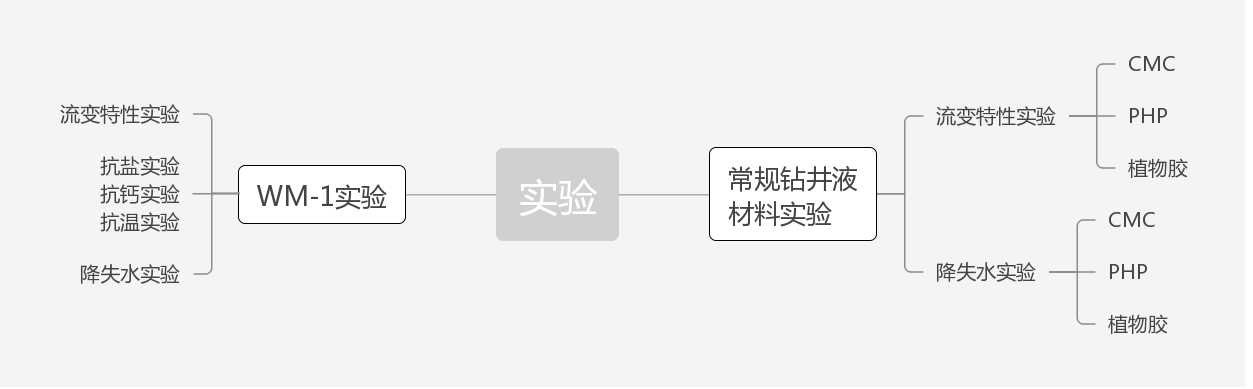 流变特性实验
抗盐实验
抗钙实验
抗温实验
降失水实验
WM-1实验
实验
常规钻井液
材料实验
流变特性实验
CMC
PHP
植物胶
降失水实验
CMC
PHP
植物胶